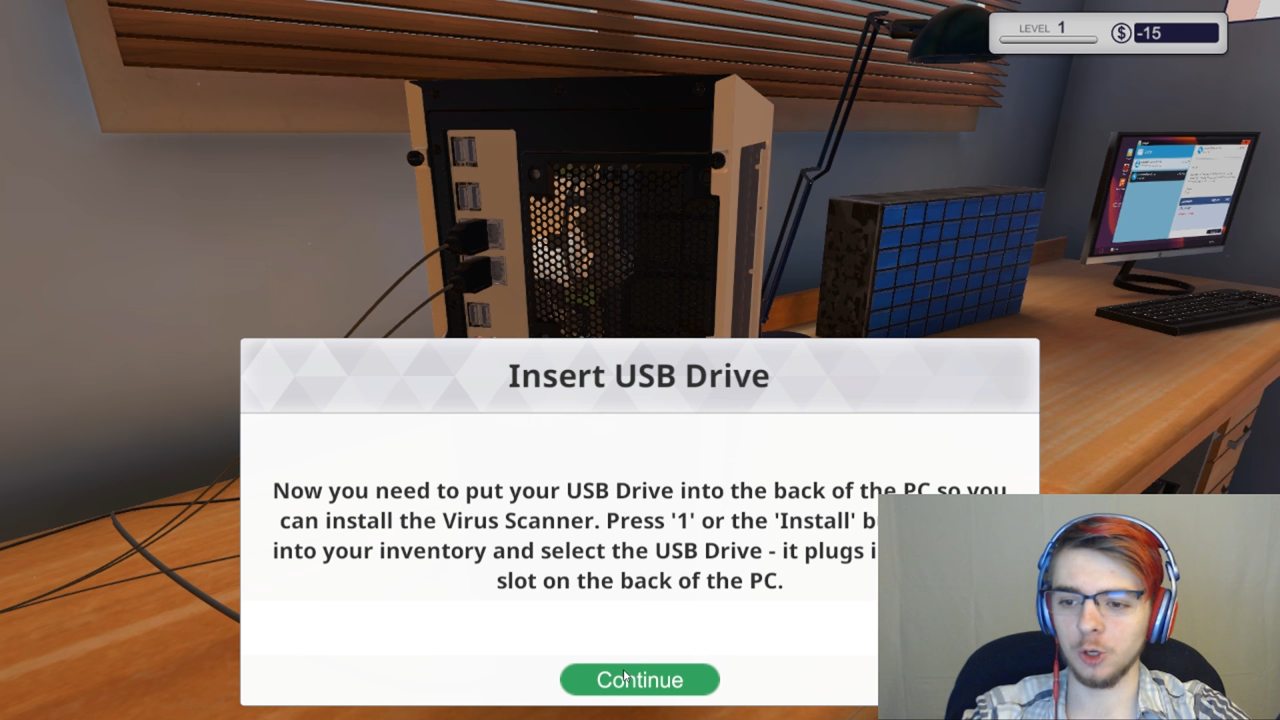 LEVEL 1
$ -15
Insert USB Drive
Now you need to put your USB Drive into the back of the PC so you
can install the Virus Scanner. Press '1' or the 'Install'
into your inventory and select the USB Drive - it plugs
slot on the back of the PC.
Continue